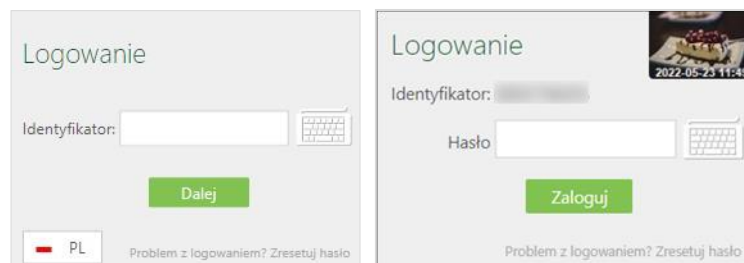 Logowanie
Identyfikator:
Dalej
PL
Problem z logowaniem? Zresetuj hasło
Logowanie
2022-05-23 11:45
Identyfikator:
Hasło
Zaloguj
Problem z logowaniem? Zresetuj hasło